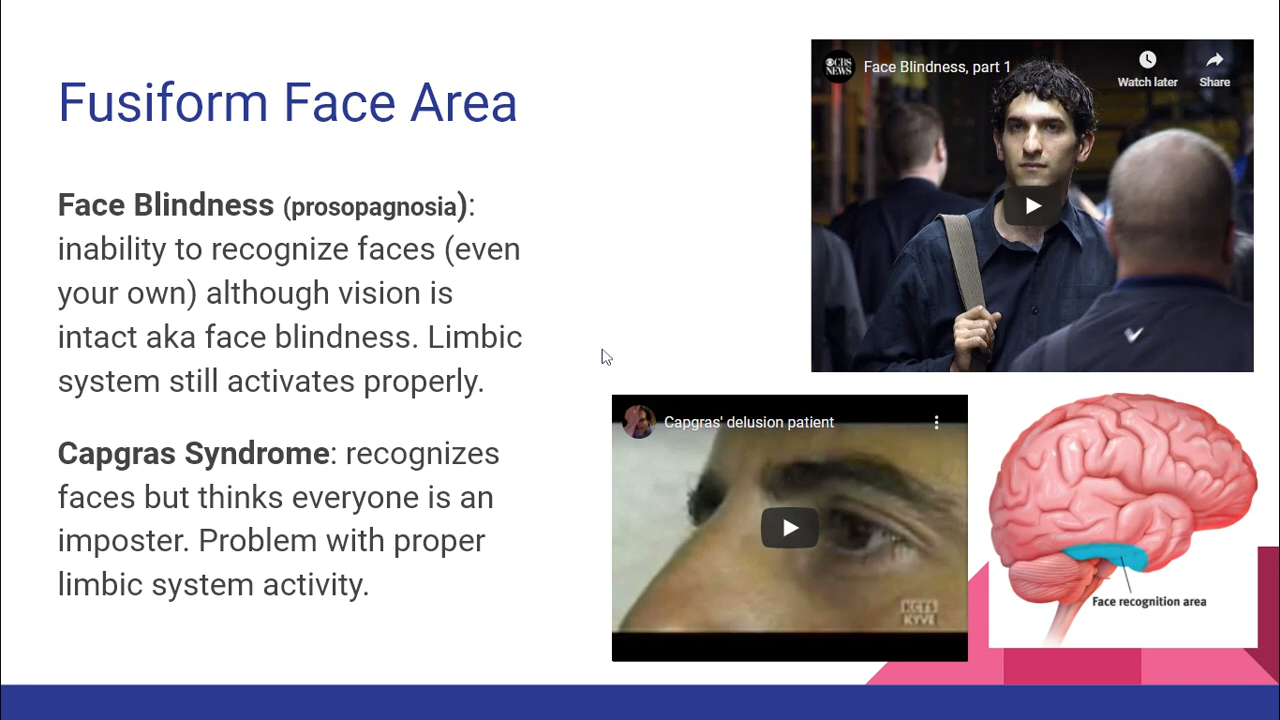 Fusiform Face Area
Face Blindness (prosopagnosia):
inability to recognize faces (even
your own) although vision is
intact aka face blindness. Limbic
system still activates properly.
Capgras Syndrome: recognizes
faces but thinks everyone is an
imposter. Problem with proper
limbic system activity.
CBS
NEWS
Face Blindness, part 1
Watch later
Share
Capgras' delusion patient
KCTS
KYVE
Face recognition area